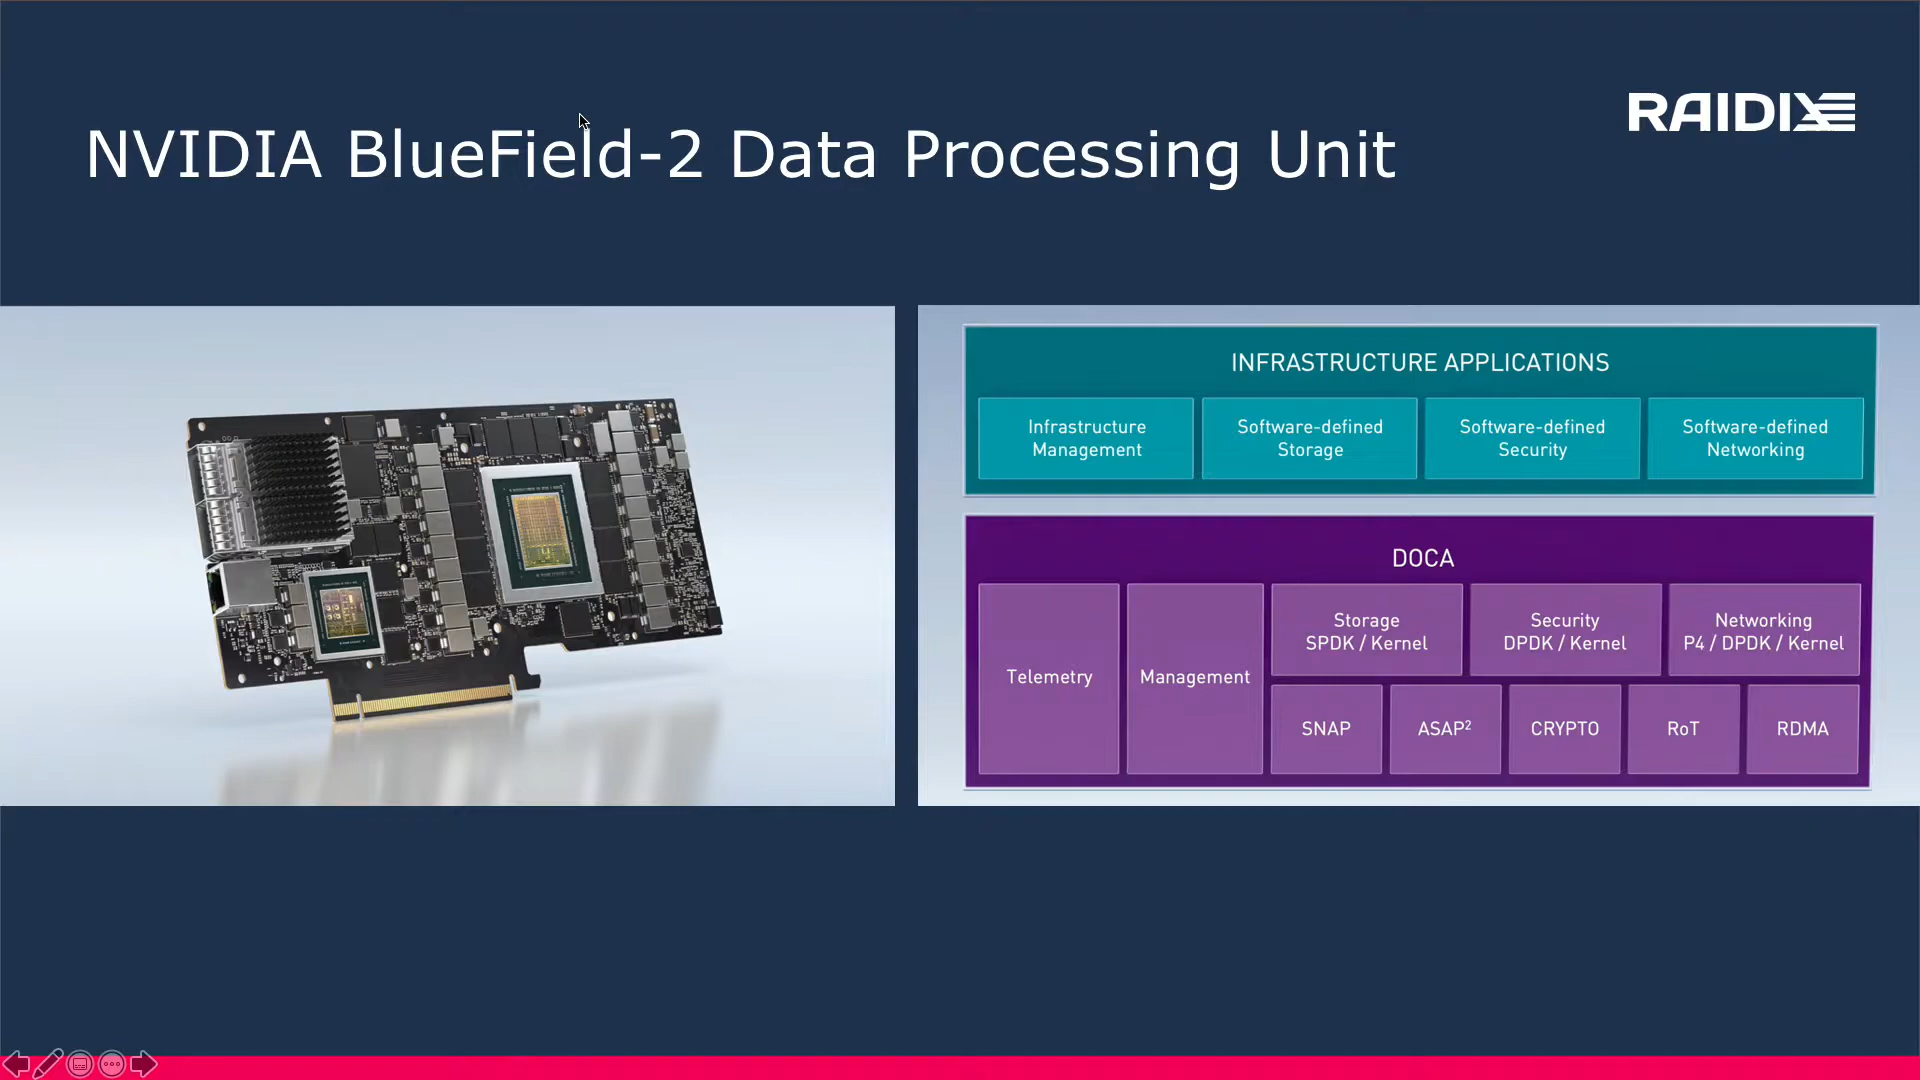 RAIDIX
NVIDIA BlueField-2 Data Processing Unit
INFRASTRUCTURE APPLICATIONS
Infrastructure
Management
Software-defined
Storage
Software-defined
Security
Software-defined
Networking
DOCA
Telemetry
Management
Storage
SPDK / Kernel
Security
DPDK / Kernel
Networking
P4 / DPDK / Kernel
SNAP
ASAP²
CRYPTO
RoT
RDMA